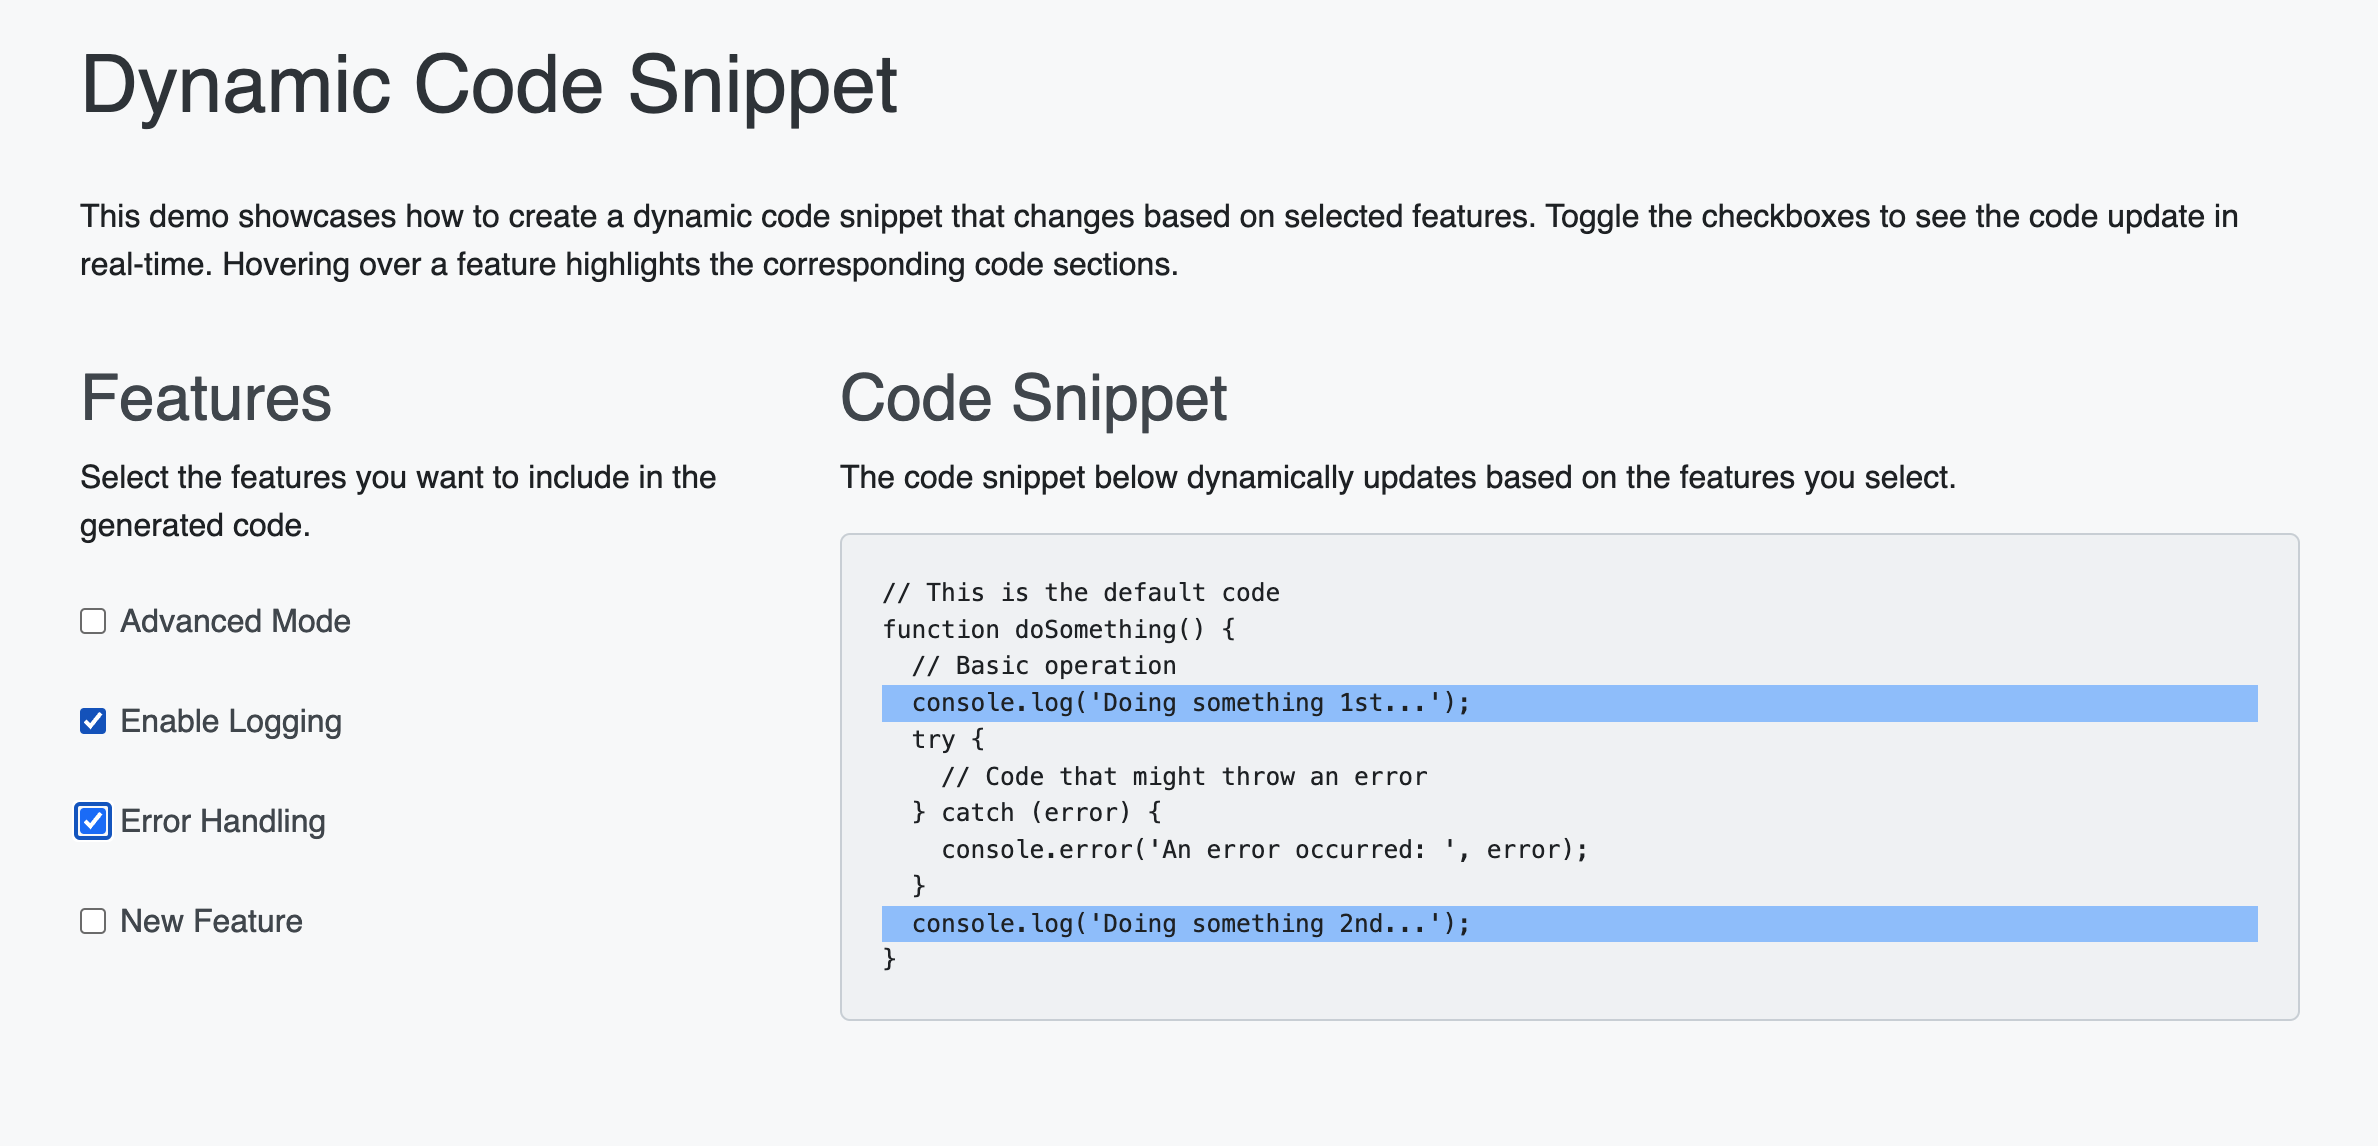 Dynamic Code Snippet
This demo showcases how to create a dynamic code snippet that changes based on selected features. Toggle the checkboxes to see the code update in
real-time. Hovering over a feature highlights the corresponding code sections.
Features
Select the features you want to include in the
generated code.
Advanced Mode
Enable Logging
Error Handling
New Feature
Code Snippet
The code snippet below dynamically updates based on the features you select.
// This is the default code
function doSomething() {
  // Basic operation
  console.log('Doing something 1st...');
  try {
    // Code that might throw an error
  } catch (error) {
    console.error('An error occurred: ', error);
  }
  console.log('Doing something 2nd...');
}